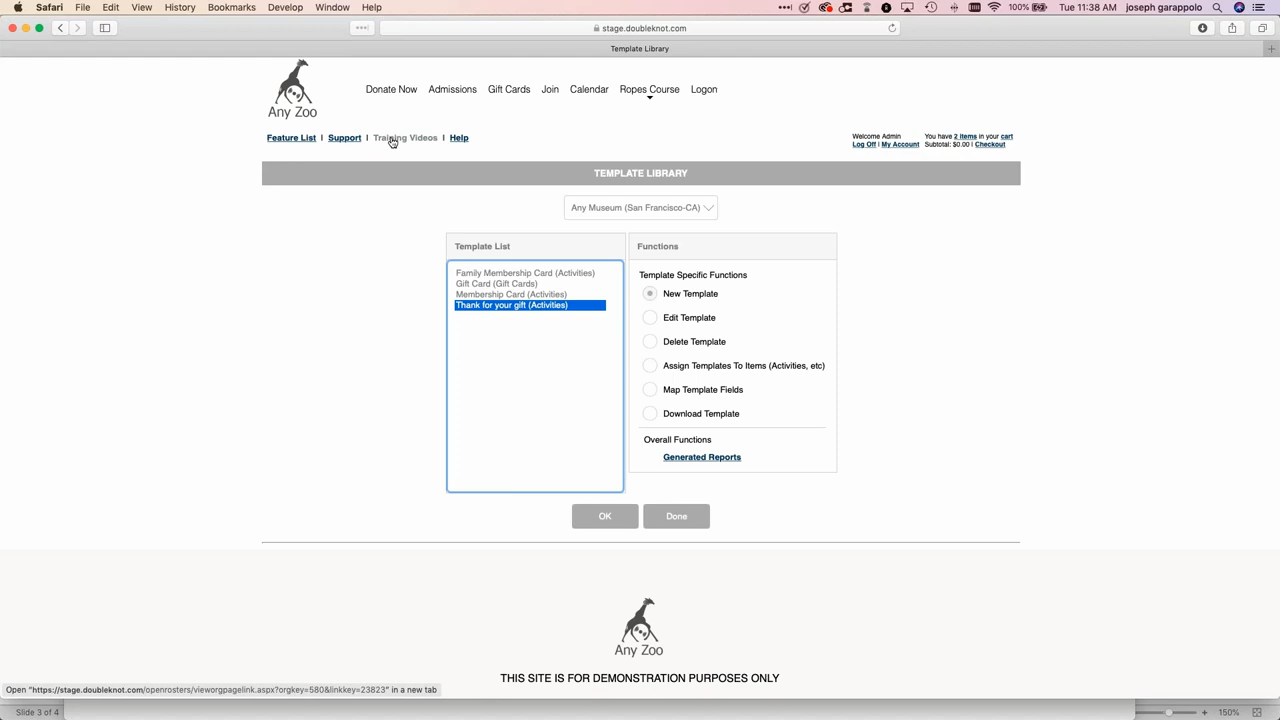 Safari File Edit View History Bookmarks Develop Window Help 100% Tue 11:38 AM joseph garappolo
stage.doubleknot.com
Template Library
Any Zoo
Donate Now Admissions Gift Cards Join Calendar Ropes Course Logon
Feature List | Support | Training Videos | Help
Welcome Admin
Log Off | My Account
You have 2 items in your cart
Subtotal: $0.00 | Checkout
TEMPLATE LIBRARY
Any Museum (San Francisco-CA)
Template List
Family Membership Card (Activities)
Gift Card (Gift Cards)
Membership Card (Activities)
Thank for your gift (Activities)
Functions
Template Specific Functions
New Template
Edit Template
Delete Template
Assign Templates To Items (Activities, etc)
Map Template Fields
Download Template
Overall Functions
Generated Reports
OK Done
Any Zoo
THIS SITE IS FOR DEMONSTRATION PURPOSES ONLY
Open "https://stage.doubleknot.com/openrosters/vieworgpagelink.aspx?orgkey=580&linkkey=23823" in a new tab
Slide 3 of 4 150%